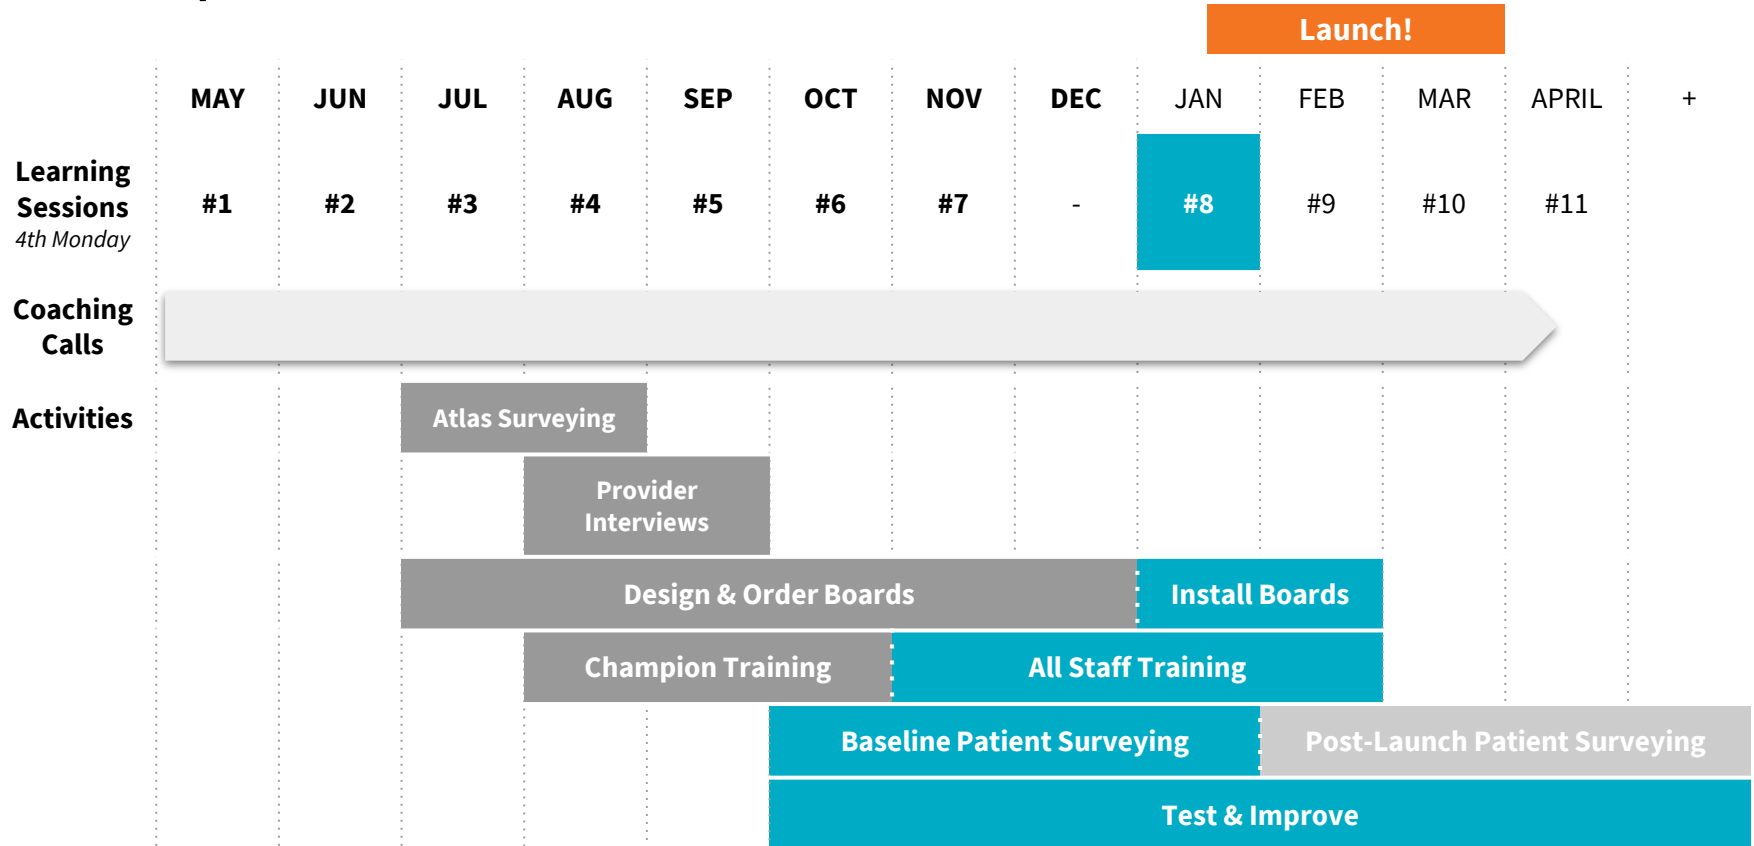 Launch!
MAY JUN JUL AUG SEP OCT NOV DEC JAN FEB MAR APRIL +
Learning
Sessions
4th Monday
#1 #2 #3 #4 #5 #6 #7 - #8 #9 #10 #11
Coaching
Calls
Activities
Atlas Surveying
Provider
Interviews
Design & Order Boards
Install Boards
Champion Training
All Staff Training
Baseline Patient Surveying
Post-Launch Patient Surveying
Test & Improve